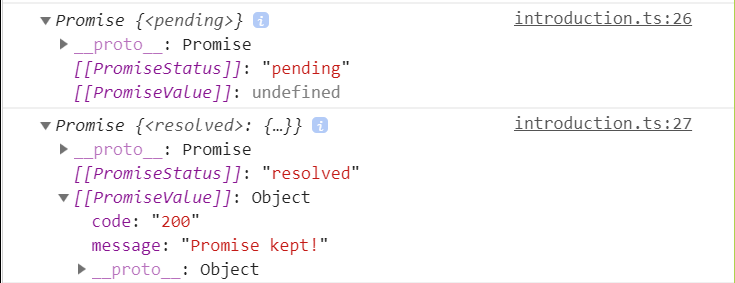 Promise {<pending>} i introduction.ts:26
__proto__: Promise
[[PromiseStatus]]: "pending"
[[PromiseValue]]: undefined
Promise {<resolved>: {…}} i introduction.ts:27
__proto__: Promise
[[PromiseStatus]]: "resolved"
[[PromiseValue]]: Object
code: "200"
message: "Promise kept!"
__proto__: Object